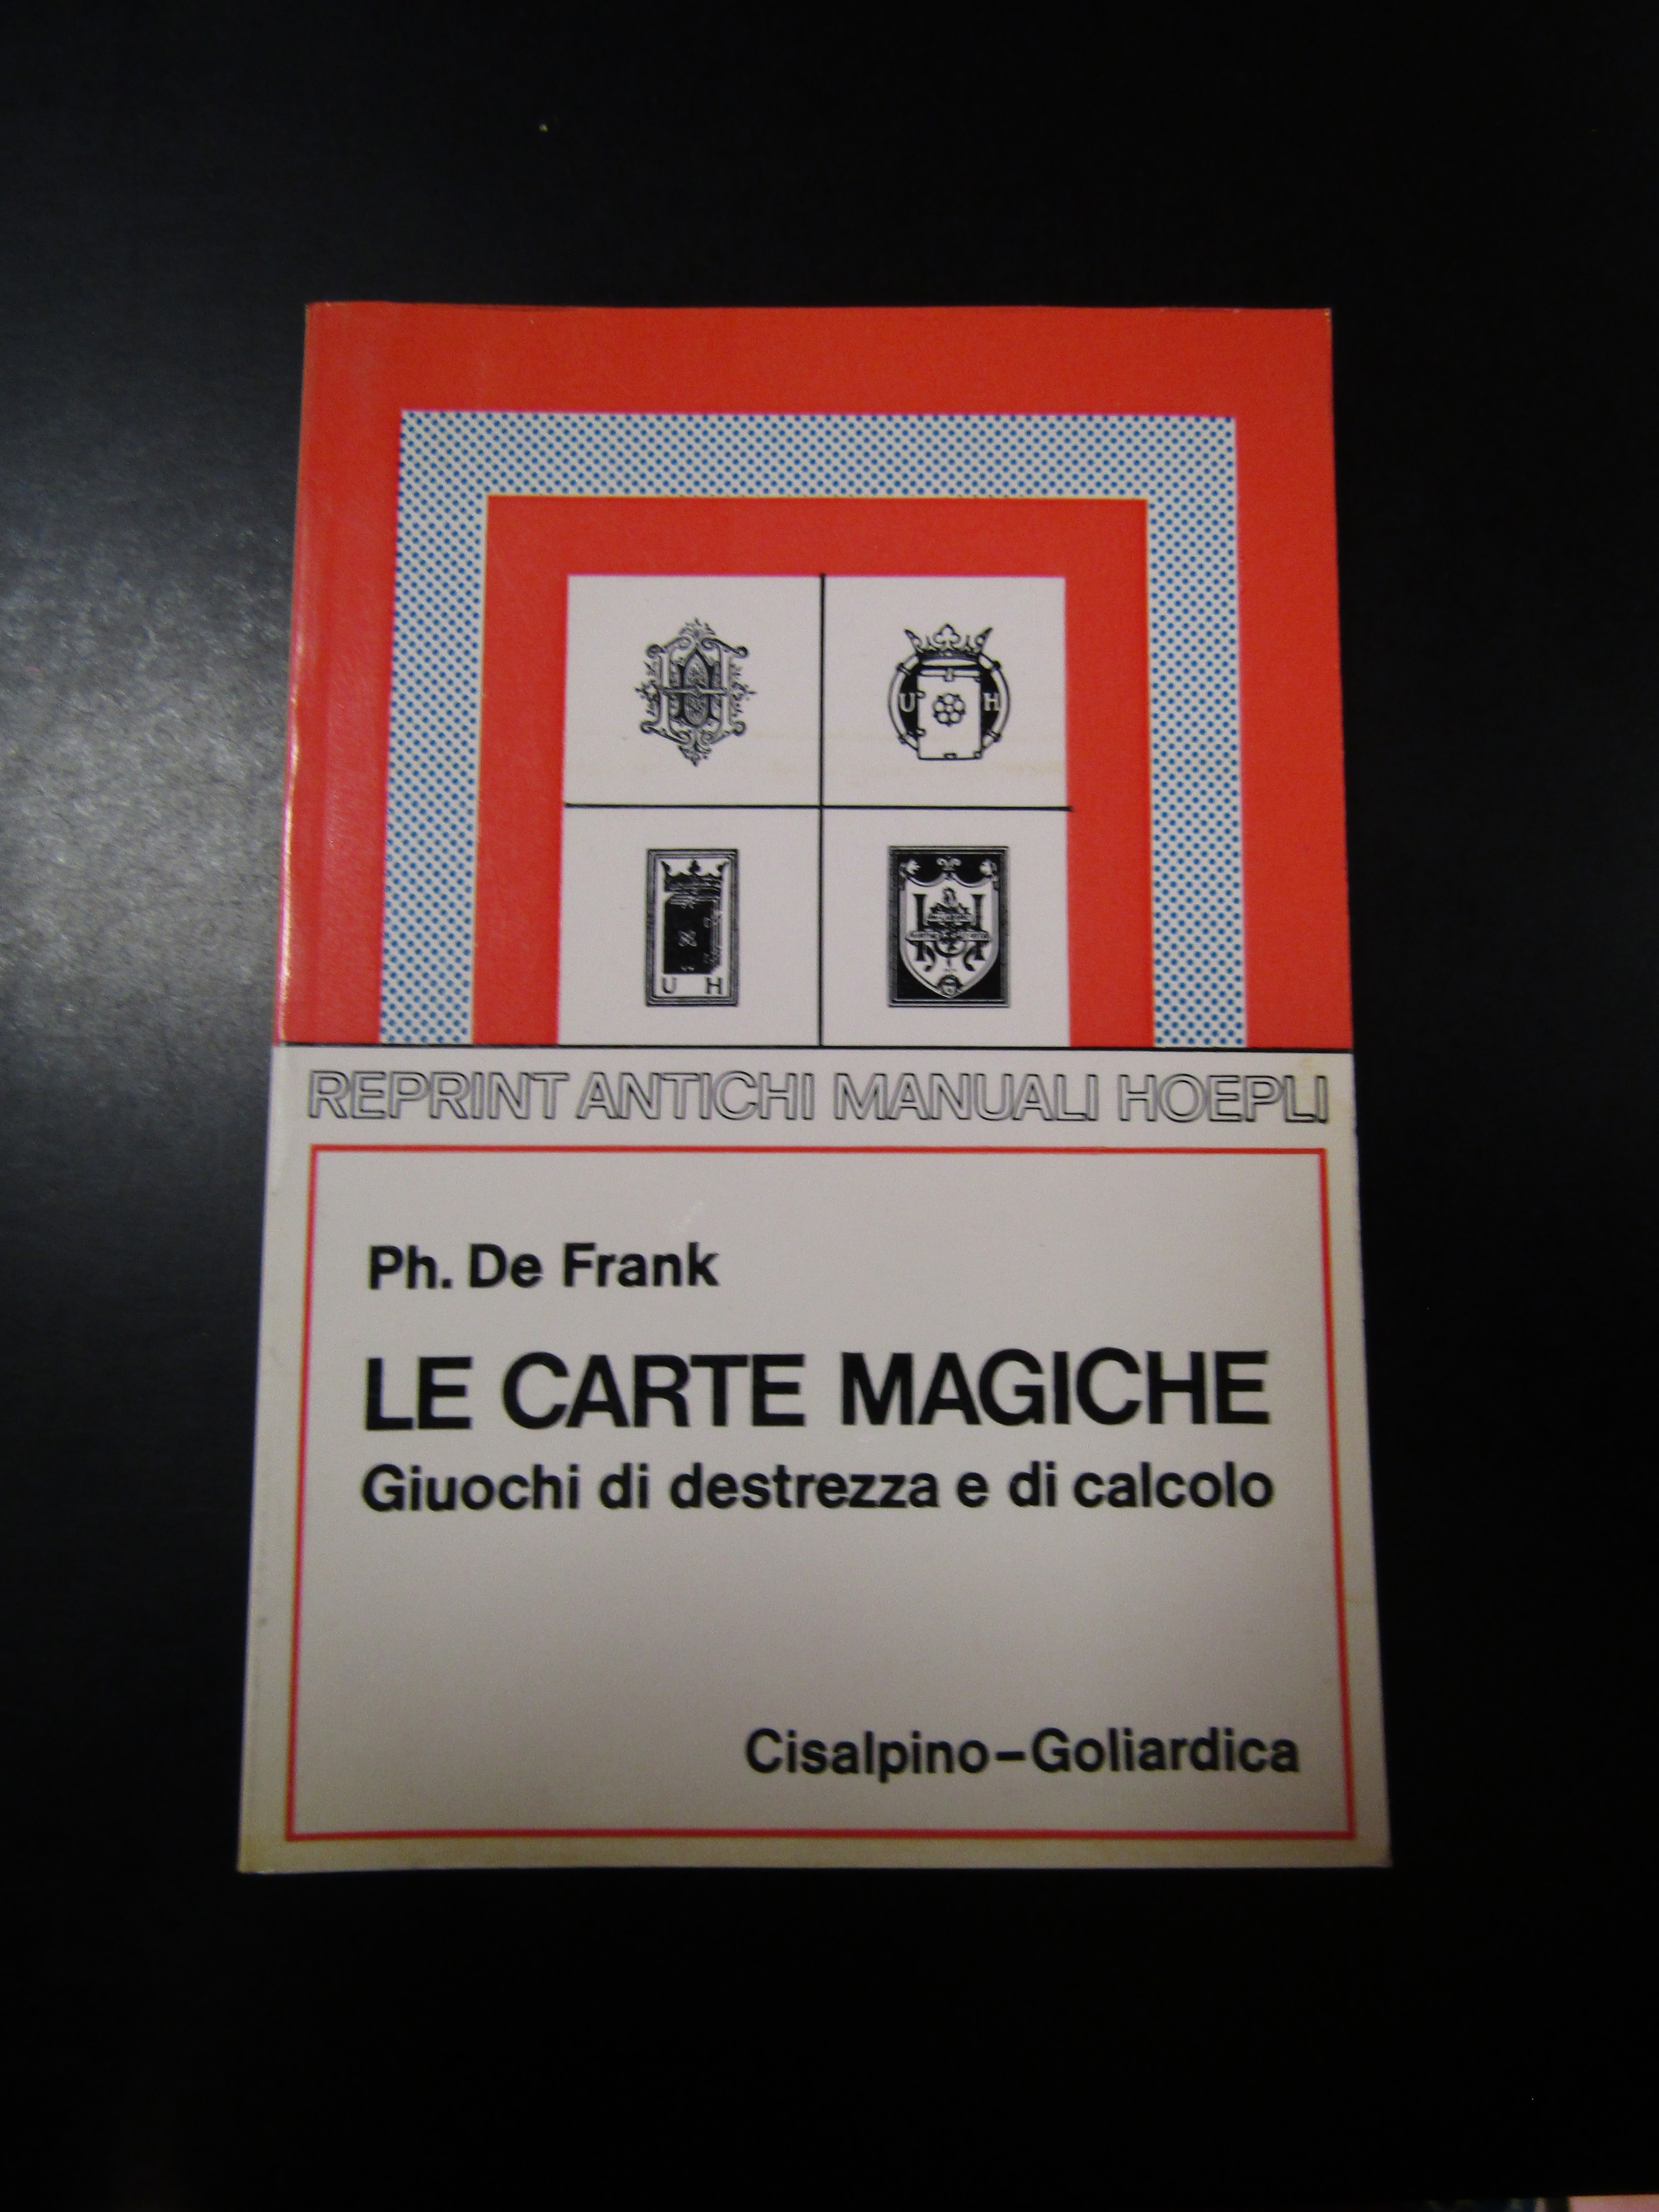 U H
U H
REPRINT ANTICHI MANUALI HOEPLI
Ph. De Frank
LE CARTE MAGICHE
Giuochi di destrezza e di calcolo
Cisalpino–Goliardica